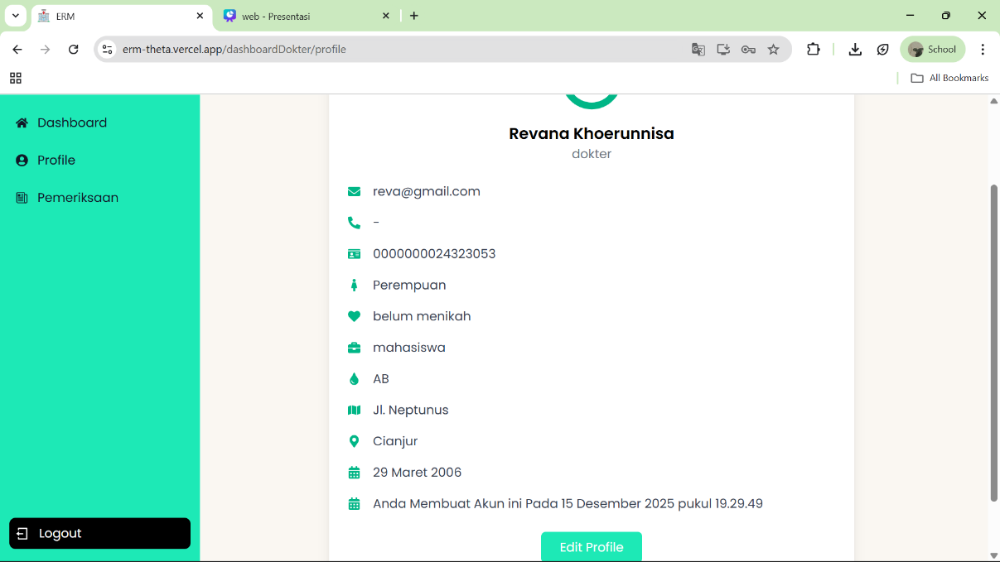 ERM
web - Presentasi
erm-theta.vercel.app/dashboardDokter/profile
School
All Bookmarks
Dashboard
Profile
Pemeriksaan
Logout
Revana Khoerunnisa
dokter
reva@gmail.com
-
0000000024323053
Perempuan
belum menikah
mahasiswa
AB
Jl. Neptunus
Cianjur
29 Maret 2006
Anda Membuat Akun ini Pada 15 Desember 2025 pukul 19.29.49
Edit Profile